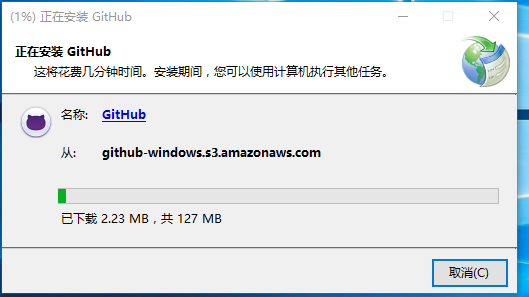 (1%) 正在安装 GitHub
正在安装 GitHub
这将花费几分钟时间。安装期间，您可以使用计算机执行其他任务。
名称: GitHub
从: github-windows.s3.amazonaws.com
已下载 2.23 MB，共 127 MB
取消(C)